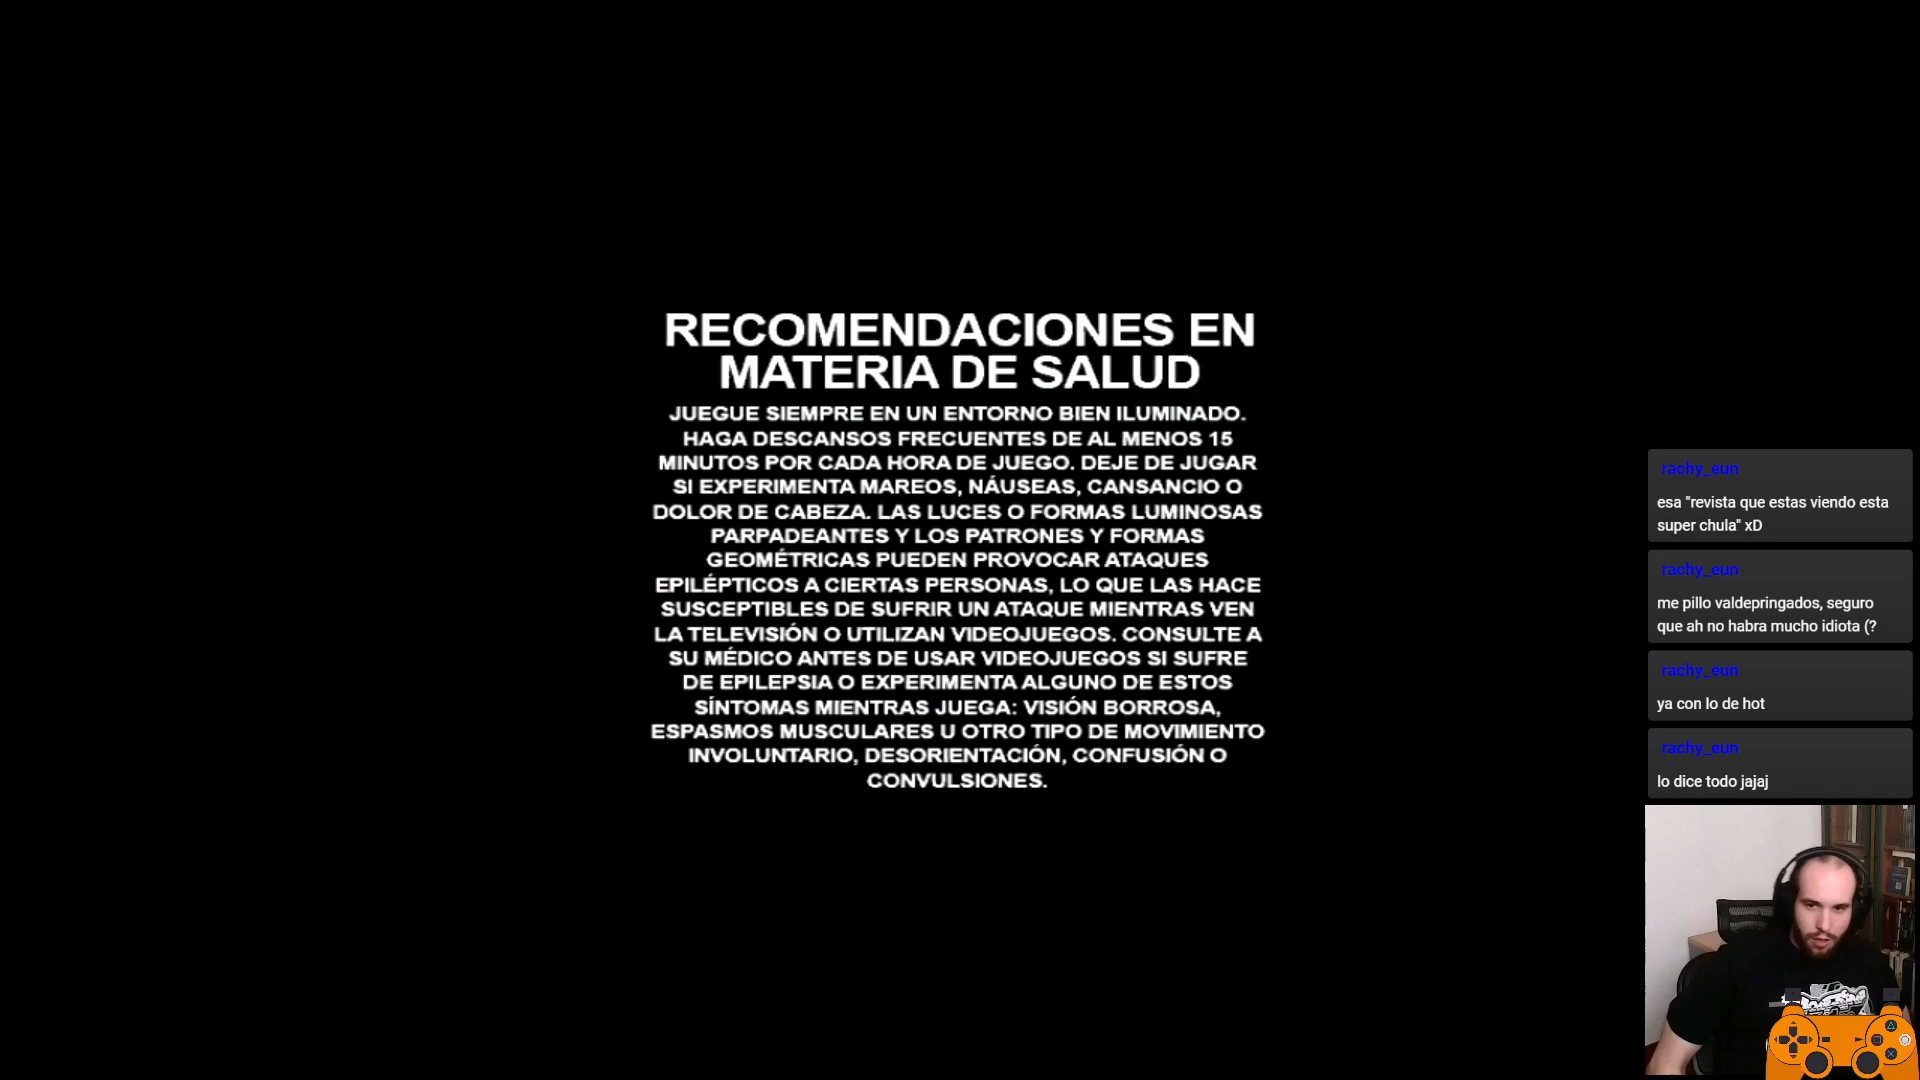 RECOMENDACIONES EN
MATERIA DE SALUD
JUEGUE SIEMPRE EN UN ENTORNO BIEN ILUMINADO.
HAGA DESCANSOS FRECUENTES DE AL MENOS 15
MINUTOS POR CADA HORA DE JUEGO. DEJE DE JUGAR
SI EXPERIMENTA MAREOS, NÁUSEAS, CANSANCIO O
DOLOR DE CABEZA. LAS LUCES O FORMAS LUMINOSAS
PARPADEANTES Y LOS PATRONES Y FORMAS
GEOMÉTRICAS PUEDEN PROVOCAR ATAQUES
EPILÉPTICOS A CIERTAS PERSONAS, LO QUE LAS HACE
SUSCEPTIBLES DE SUFRIR UN ATAQUE MIENTRAS VEN
LA TELEVISIÓN O UTILIZAN VIDEOJUEGOS. CONSULTE A
SU MÉDICO ANTES DE USAR VIDEOJUEGOS SI SUFRE
DE EPILEPSIA O EXPERIMENTA ALGUNO DE ESTOS
SÍNTOMAS MIENTRAS JUEGA: VISIÓN BORROSA,
ESPASMOS MUSCULARES U OTRO TIPO DE MOVIMIENTO
INVOLUNTARIO, DESORIENTACIÓN, CONFUSIÓN O
CONVULSIONES.
rachy_eun
esa "revista que estas viendo esta
super chula" xD
rachy_eun
me pillo valdepringados, seguro
que ah no habra mucho idiota (?
rachy_eun
ya con lo de hot
rachy_eun
lo dice todo jajaj